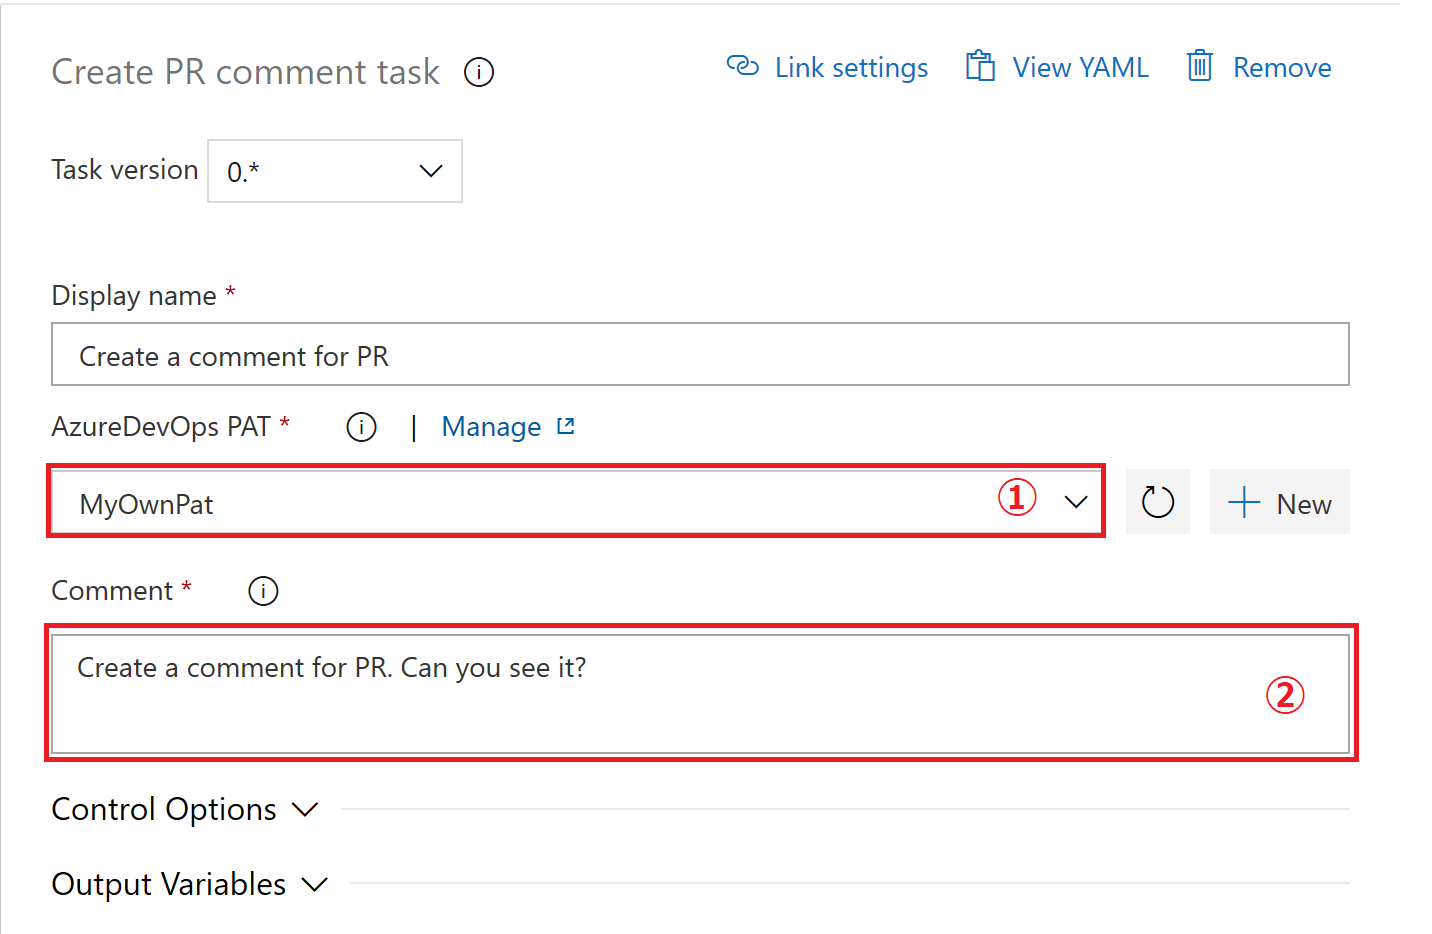 Create PR comment task
Link settings
View YAML
Remove
Task version 0.*
Display name *
Create a comment for PR
AzureDevOps PAT * | Manage
MyOwnPat ①
New
Comment *
Create a comment for PR. Can you see it?
②
Control Options
Output Variables